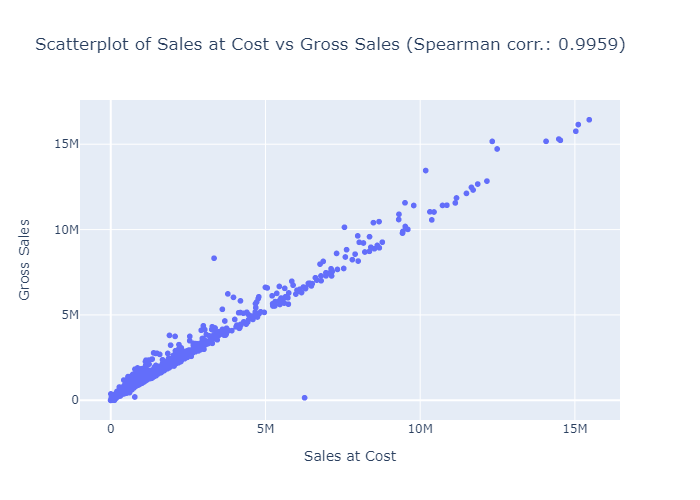 Scatterplot of Sales at Cost vs Gross Sales (Spearman corr.: 0.9959)
Gross Sales
15M
10M
5M
0
0 5M 10M 15M
Sales at Cost